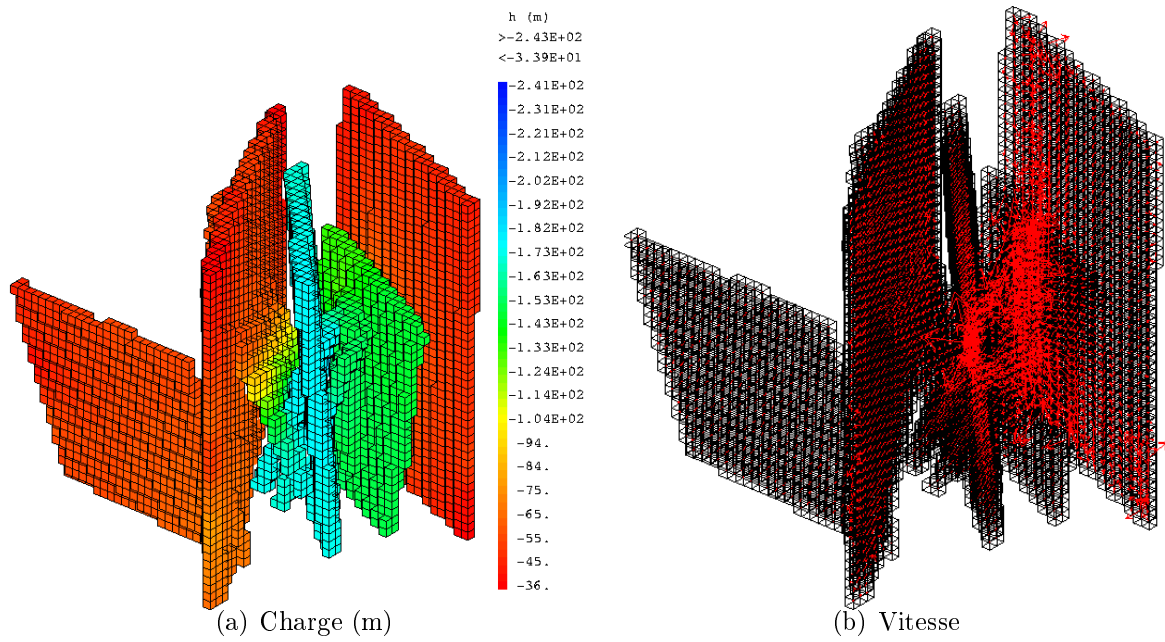 h (m)
>-2.43E+02
<-3.39E+01
-2.41E+02
-2.31E+02
-2.21E+02
-2.12E+02
-2.02E+02
-1.92E+02
-1.82E+02
-1.73E+02
-1.63E+02
-1.53E+02
-1.43E+02
-1.33E+02
-1.24E+02
-1.14E+02
-1.04E+02
-94.
-84.
-75.
-65.
-55.
-45.
-36.
(a) Charge (m)
(b) Vitesse